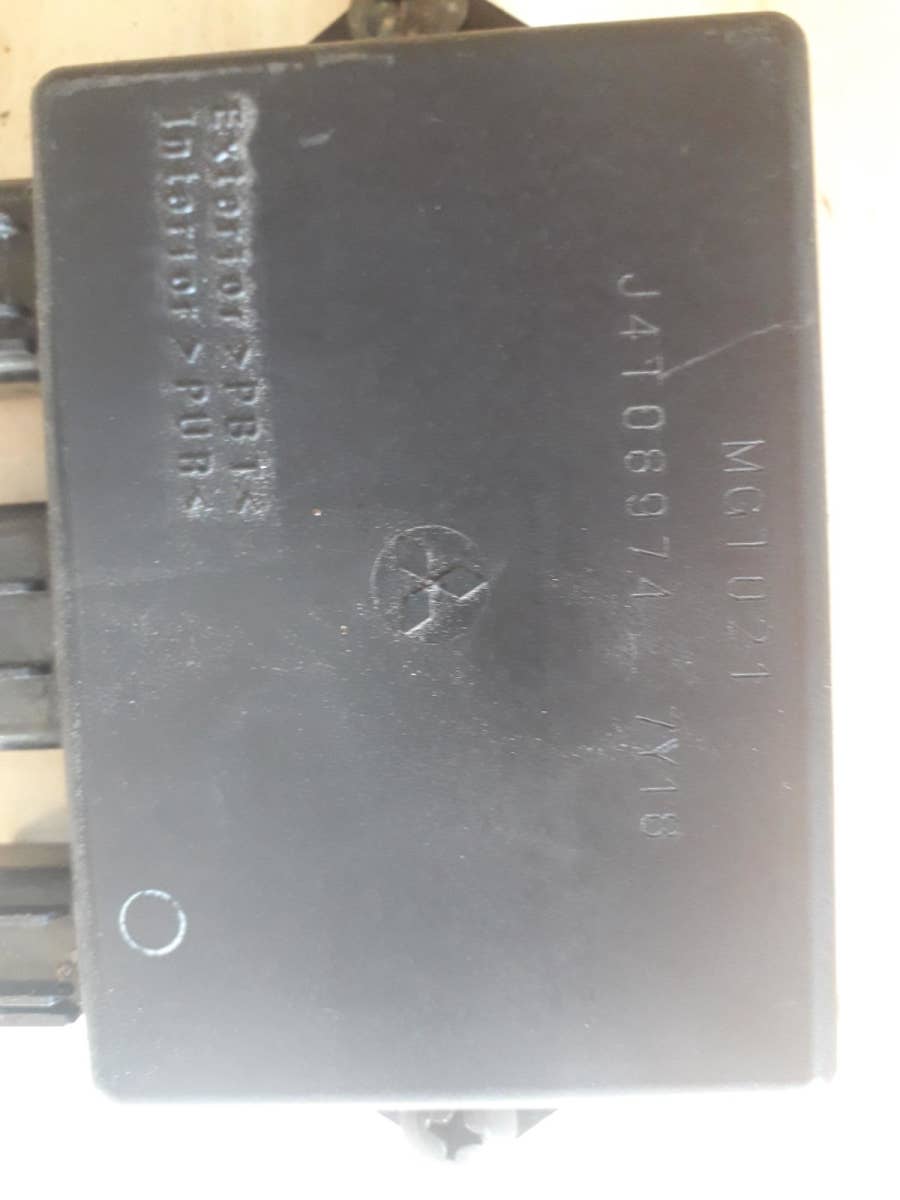 MG1021
J4T08974 7Y18
Exterior >PBT<
Interior >PUR<